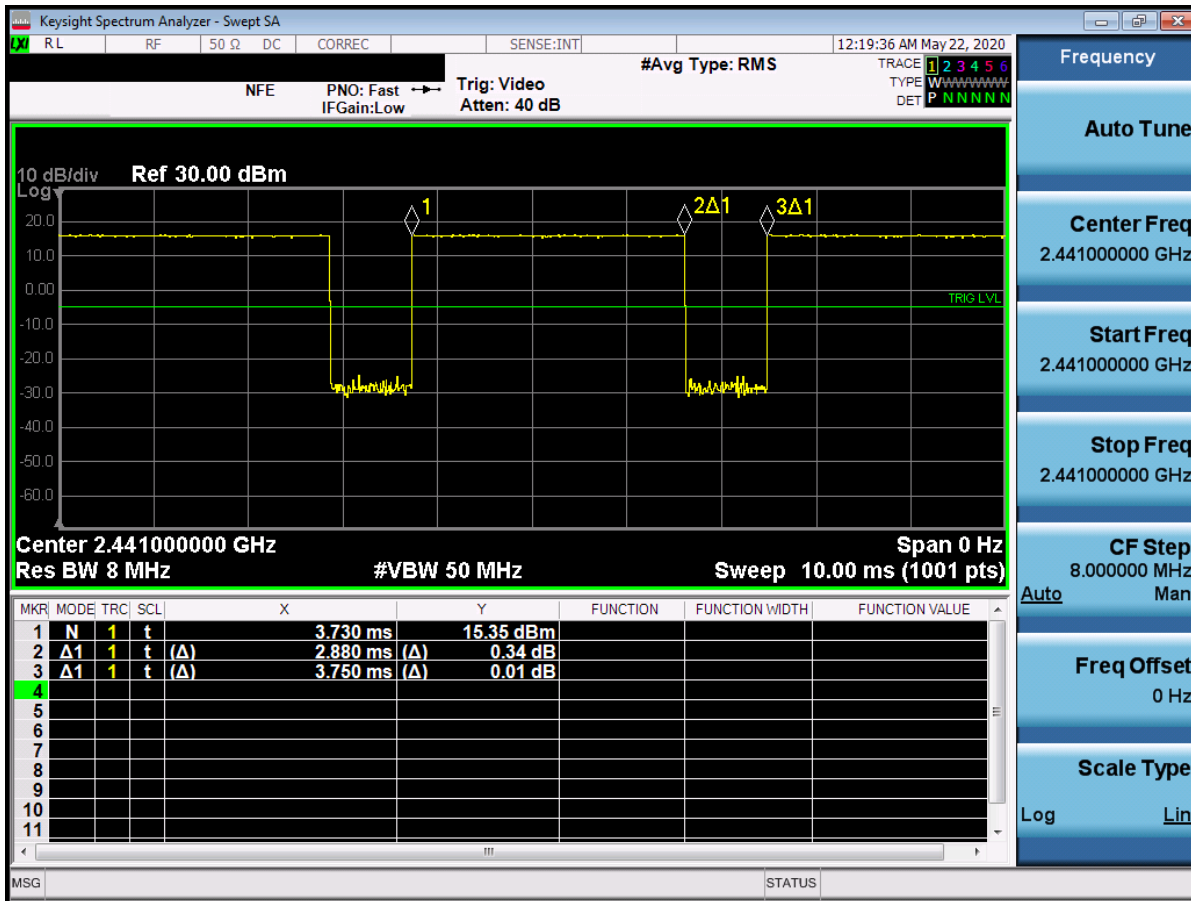 Keysight Spectrum Analyzer - Swept SA
LXI RL RF 50 Ω DC CORREC SENSE:INT 12:19:36 AM May 22, 2020
NFE PNO: Fast IFGain:Low
Trig: Video
Atten: 40 dB
#Avg Type: RMS
TRACE 1 2 3 4 5 6
TYPE WWWWWW
DET P N N N N N
10 dB/div Ref 30.00 dBm
Log
20.0
10.0
0.00
-10.0
-20.0
-30.0
-40.0
-50.0
-60.0
1
2Δ1
3Δ1
TRIG LVL
Center 2.441000000 GHz Span 0 Hz
Res BW 8 MHz #VBW 50 MHz Sweep 10.00 ms (1001 pts)
MKR MODE TRC SCL X Y FUNCTION FUNCTION WIDTH FUNCTION VALUE
1 N 1 t 3.730 ms 15.35 dBm
2 Δ1 1 t (Δ) 2.880 ms (Δ) 0.34 dB
3 Δ1 1 t (Δ) 3.750 ms (Δ) 0.01 dB
4
5
6
7
8
9
10
11
MSG STATUS
Frequency
Auto Tune
Center Freq
2.441000000 GHz
Start Freq
2.441000000 GHz
Stop Freq
2.441000000 GHz
CF Step
8.000000 MHz
Auto Man
Freq Offset
0 Hz
Scale Type
Log Lin